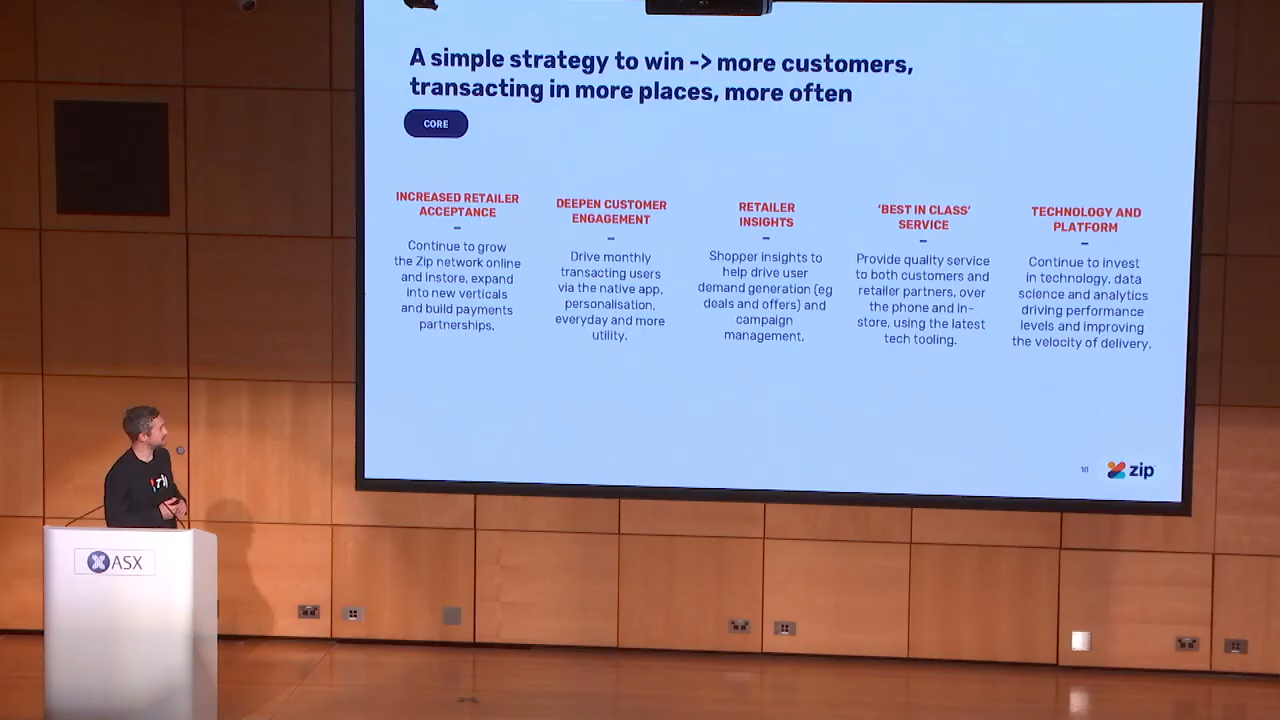 A simple strategy to win -> more customers,
transacting in more places, more often
CORE
INCREASED RETAILER
ACCEPTANCE
–
Continue to grow
the Zip network online
and instore, expand
into new verticals
and build payments
partnerships.
DEEPEN CUSTOMER
ENGAGEMENT
–
Drive monthly
transacting users
via the native app,
personalisation,
everyday and more
utility.
RETAILER
INSIGHTS
–
Shopper insights to
help drive user
demand generation (eg
deals and offers) and
campaign
management.
‘BEST IN CLASS’
SERVICE
–
Provide quality service
to both customers and
retailer partners, over
the phone and in-
store, using the latest
tech tooling.
TECHNOLOGY AND
PLATFORM
–
Continue to invest
in technology, data
science and analytics
driving performance
levels and improving
the velocity of delivery.
zip
zip
ASX